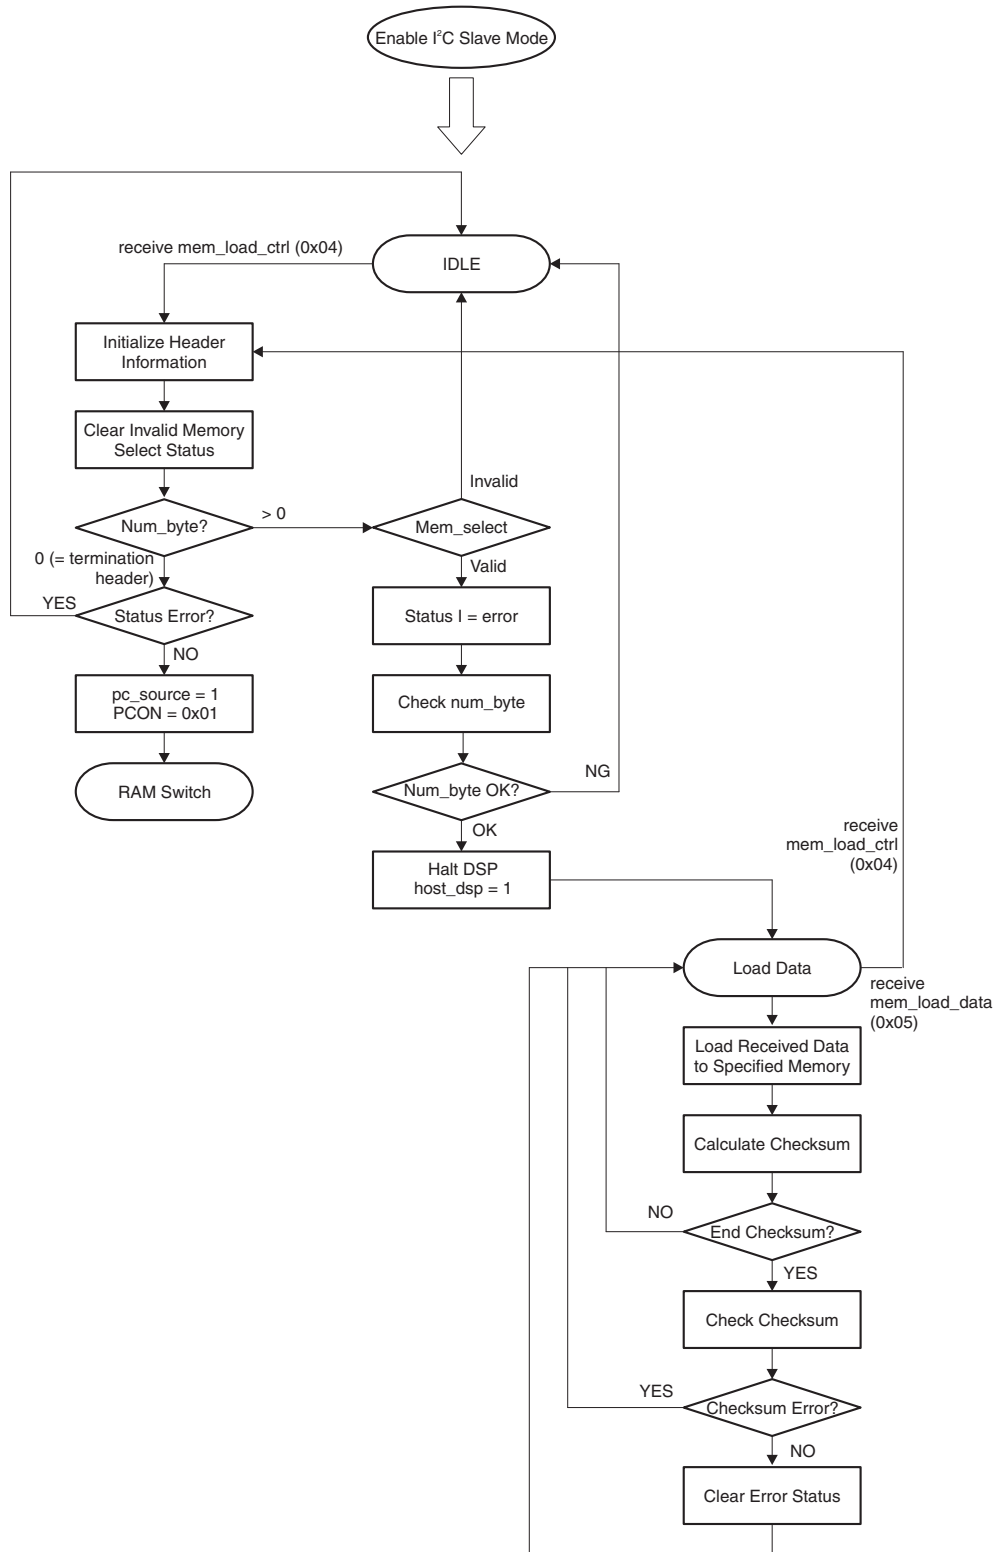 Enable I²C Slave Mode
receive mem_load_ctrl (0x04)
IDLE
Initialize Header
Information
Clear Invalid Memory
Select Status
Invalid
Num_byte?
> 0
Mem_select
0 (= termination
header)
Valid
YES
Status Error?
Status I = error
NO
pc_source = 1
PCON = 0x01
Check num_byte
RAM Switch
Num_byte OK?
NG
OK
Halt DSP
host_dsp = 1
receive
mem_load_ctrl
(0x04)
Load Data
receive
mem_load_data
(0x05)
Load Received Data
to Specified Memory
Calculate Checksum
NO
End Checksum?
YES
Check Checksum
YES
Checksum Error?
NO
Clear Error Status